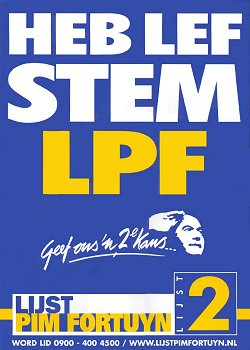 HEB LEF
STEM
LPF
Geef ons 'n 2e Kans...
LIJST
PIM FORTUYN
LIJST
2
WORD LID 0900 - 400 4500 / WWW.LIJSTPIMFORTUYN.NL